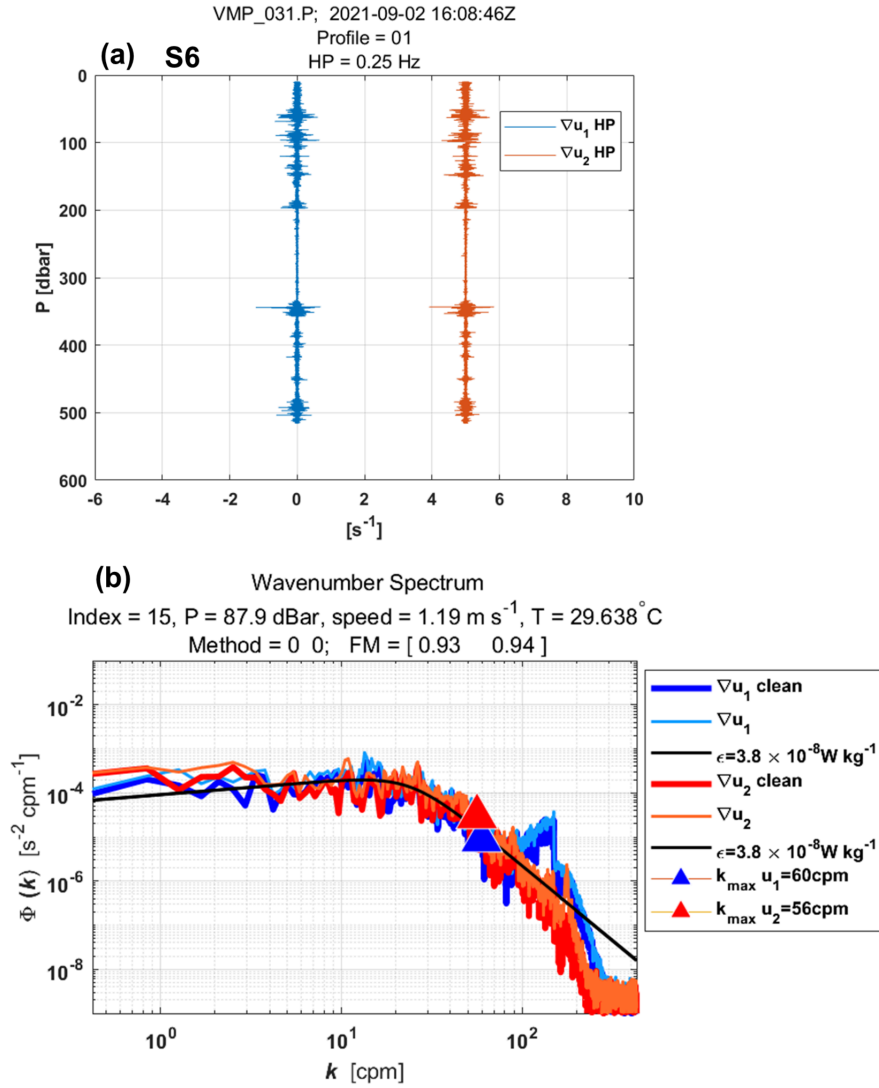 VMP_031.P; 2021-09-02 16:08:46Z
(a) S6 Profile = 01
HP = 0.25 Hz
0
100
200
300
400
500
600
P [dbar]
∇u₁ HP
∇u₂ HP
-6 -4 -2 0 2 4 6 8 10
[s⁻¹]
(b)
Wavenumber Spectrum
Index = 15, P = 87.9 dBar, speed = 1.19 m s⁻¹, T = 29.638°C
Method = 0 0; FM = [ 0.93 0.94 ]
10⁻²
10⁻⁴
10⁻⁶
10⁻⁸
Φ (k) [s⁻² cpm⁻¹]
∇u₁ clean
∇u₁
ϵ=3.8 × 10⁻⁸W kg⁻¹
∇u₂ clean
∇u₂
ϵ=3.8 × 10⁻⁸W kg⁻¹
kₘₐₓ u₁=60cpm
kₘₐₓ u₂=56cpm
10⁰ 10¹ 10²
k [cpm]